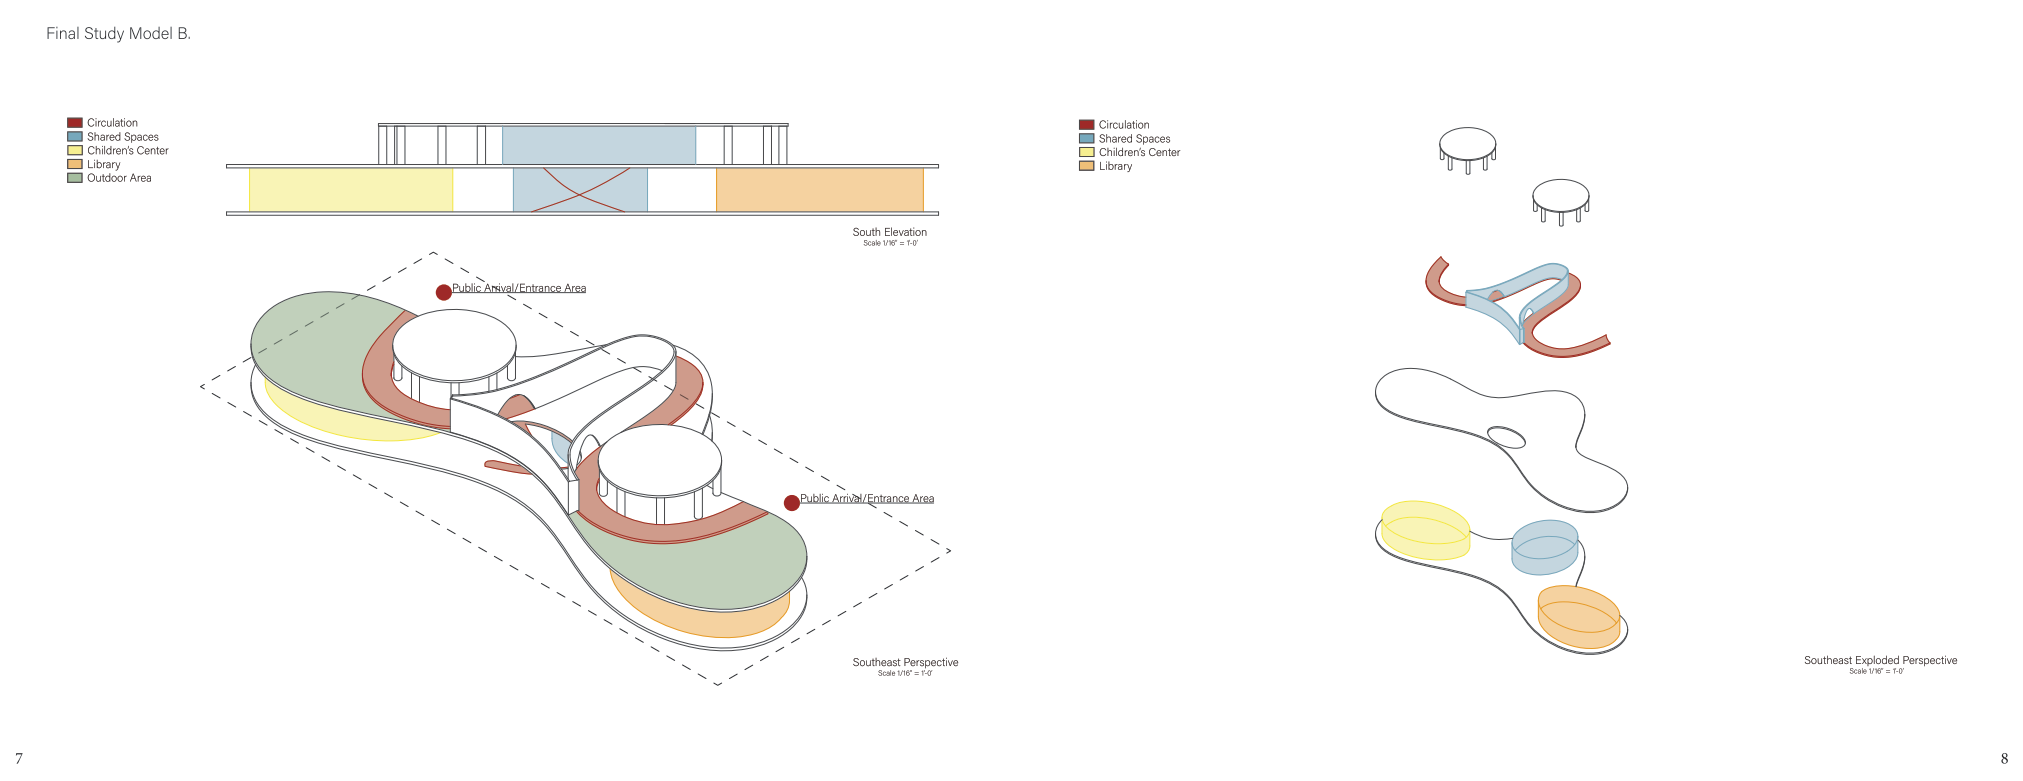 Final Study Model B.
Circulation
Shared Spaces
Children's Center
Library
Outdoor Area
South Elevation
Scale 1/16" = 1'-0'
Public Arrival/Entrance Area
Public Arrival/Entrance Area
Southeast Perspective
Scale 1/16" = 1'-0'
7
Circulation
Shared Spaces
Children's Center
Library
Southeast Exploded Perspective
Scale 1/16" = 1'-0'
8